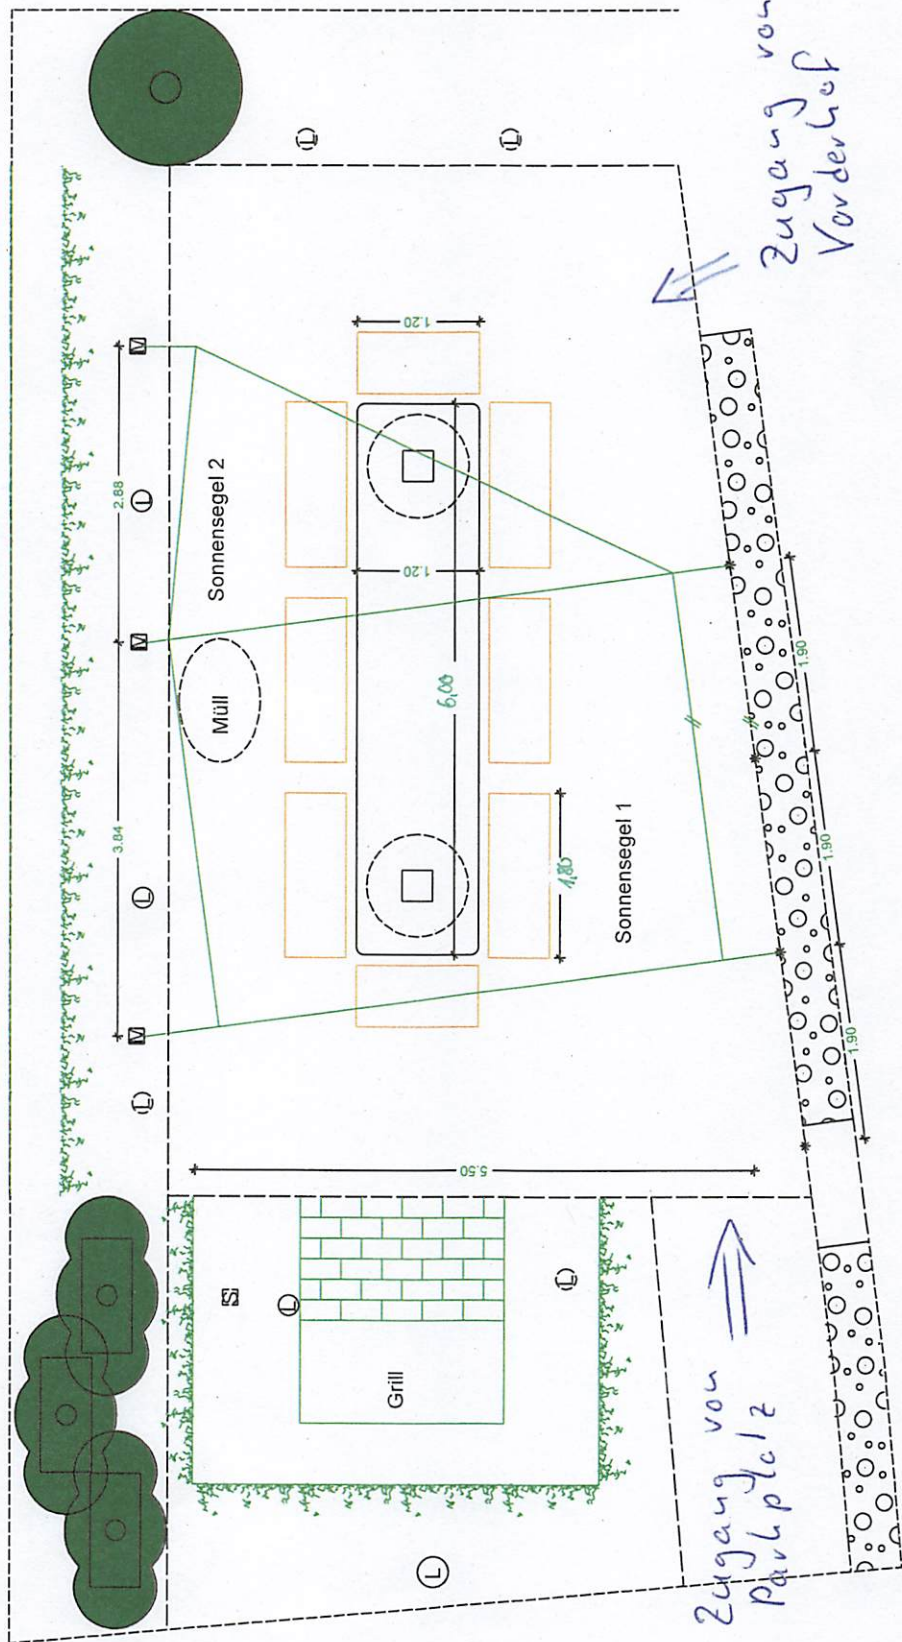 Zugang von
Vorderhof
M
2.88
L
M
3.84
L
M
(L)
(L)
(L)
Sonnensegel 2
Müll
1.20
1.20
6,00
1,80
Sonnensegel 1
1.90
1.90
1.90
5.50
S
L
(L)
Grill
L
Zugang von
Parkplatz